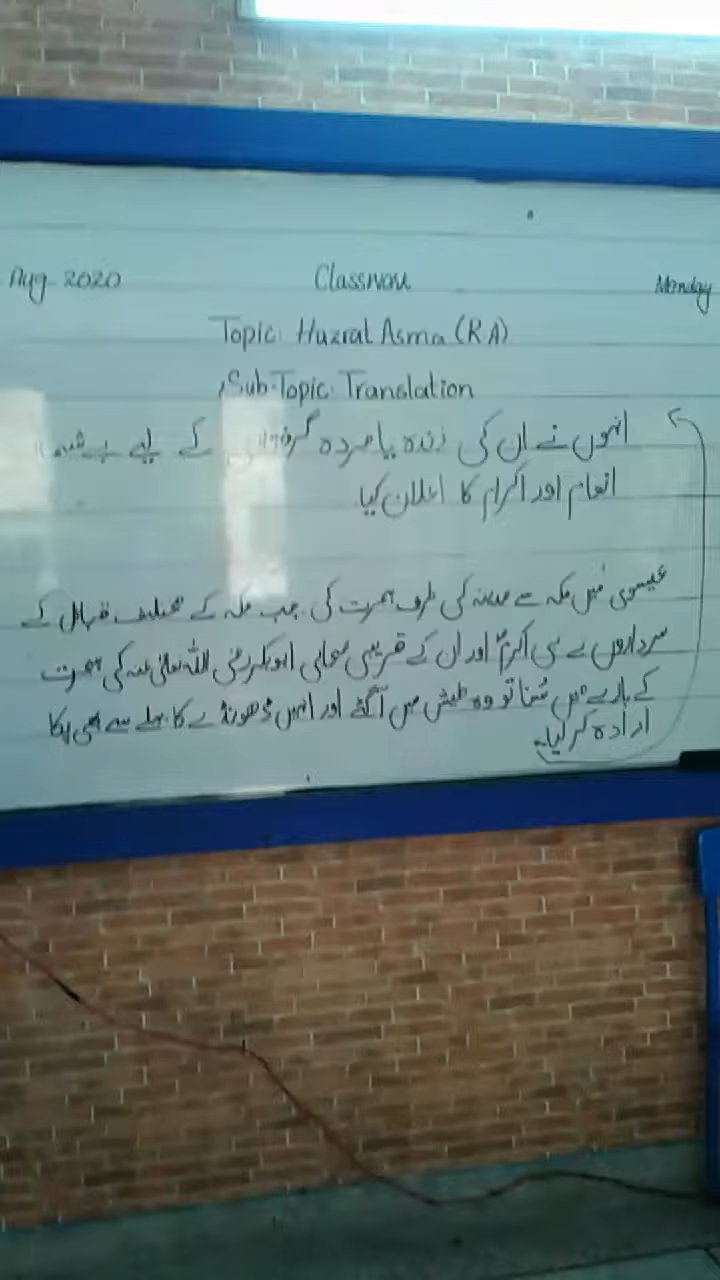 Aug. 2020 Classwork Monday
Topic: Hazrat Asma (RA)
Sub-Topic: Translation
انہوں نے ان کی زندہ یا مردہ کے لیے
انعام اور اکرام کا اعلان کیا
عیسوی میں مکہ سے مدینہ کی طرف ہجرت کی جب مکہ کے مختلف قبائل کے
سرداروں نے نبی اکرمؐ اور ان کے قریبی صحابی ابوبکر رضی اللہ تعالیٰ عنہ کی ہجرت
کے بارے میں سُنا تو وہ طیش میں آگئے اور انہیں ڈھونڈنے کا پہلے سے بھی پکا
ارادہ کر لیا۔